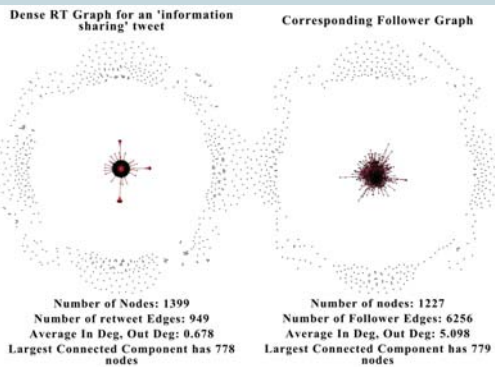 Dense RT Graph for an 'information
sharing' tweet
Corresponding Follower Graph
Number of Nodes: 1399
Number of retweet Edges: 949
Average In Deg, Out Deg: 0.678
Largest Connected Component has 778
nodes
Number of nodes: 1227
Number of Follower Edges: 6256
Average In Deg, Out Deg: 5.098
Largest Connected Component has 779
nodes